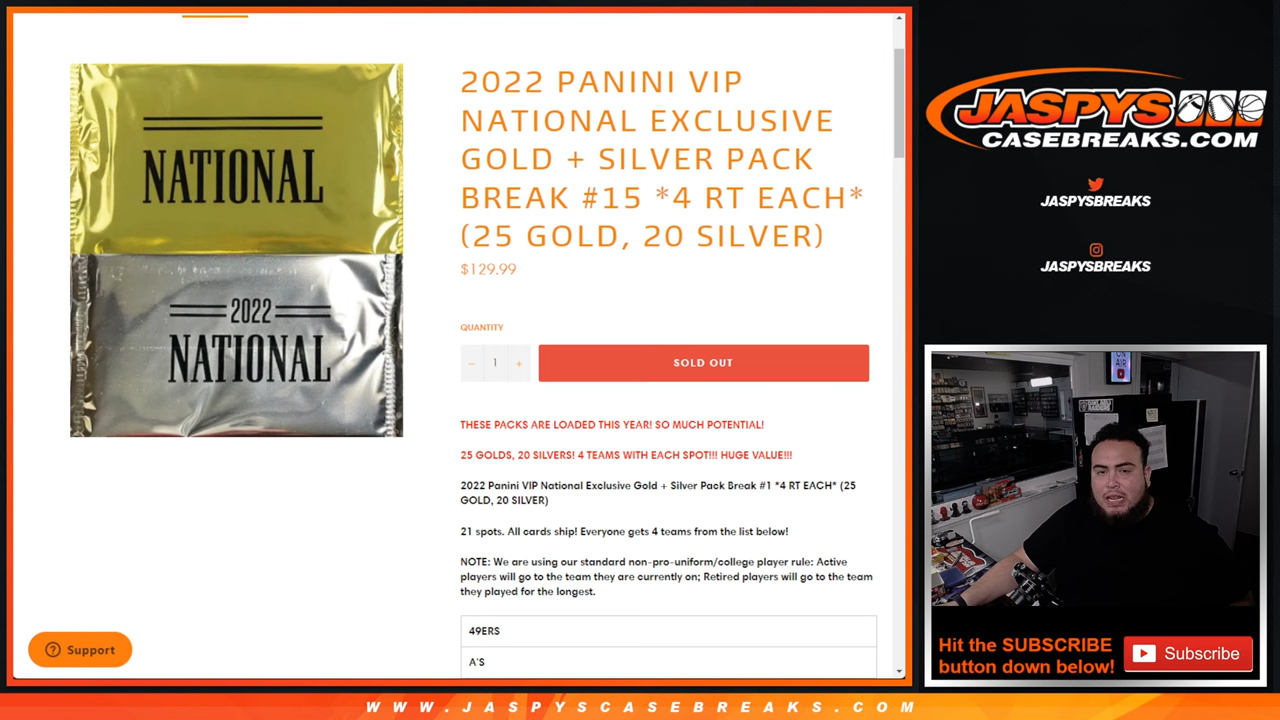 NATIONAL
2022
NATIONAL
2022 PANINI VIP
NATIONAL EXCLUSIVE
GOLD + SILVER PACK
BREAK #15 *4 RT EACH*
(25 GOLD, 20 SILVER)
$129.99
QUANTITY
− 1 +
SOLD OUT
THESE PACKS ARE LOADED THIS YEAR! SO MUCH POTENTIAL!
25 GOLDS, 20 SILVERS! 4 TEAMS WITH EACH SPOT!!! HUGE VALUE!!!
2022 Panini VIP National Exclusive Gold + Silver Pack Break #1 *4 RT EACH* (25
GOLD, 20 SILVER)
21 spots. All cards ship! Everyone gets 4 teams from the list below!
NOTE: We are using our standard non-pro-uniform/college player rule: Active
players will go to the team they are currently on; Retired players will go to the team
they played for the longest.
49ERS
A'S
Support
JASPYS
CASEBREAKS.COM
JASPYSBREAKS
JASPYSBREAKS
ON
AIR
Hit the SUBSCRIBE
button down below!
Subscribe
WWW.JASPYSCASEBREAKS.COM